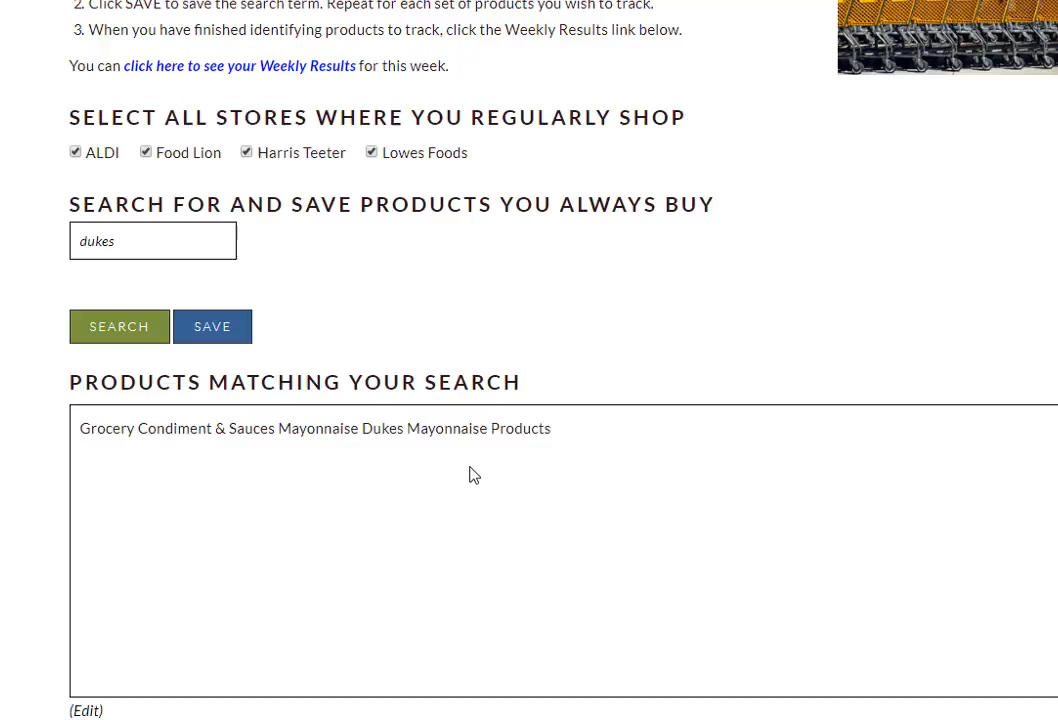 2. Click SAVE to save the search term. Repeat for each set of products you wish to track.
3. When you have finished identifying products to track, click the Weekly Results link below.
You can click here to see your Weekly Results for this week.
SELECT ALL STORES WHERE YOU REGULARLY SHOP
ALDI Food Lion Harris Teeter Lowes Foods
SEARCH FOR AND SAVE PRODUCTS YOU ALWAYS BUY
dukes
SEARCH SAVE
PRODUCTS MATCHING YOUR SEARCH
Grocery Condiment & Sauces Mayonnaise Dukes Mayonnaise Products
(Edit)